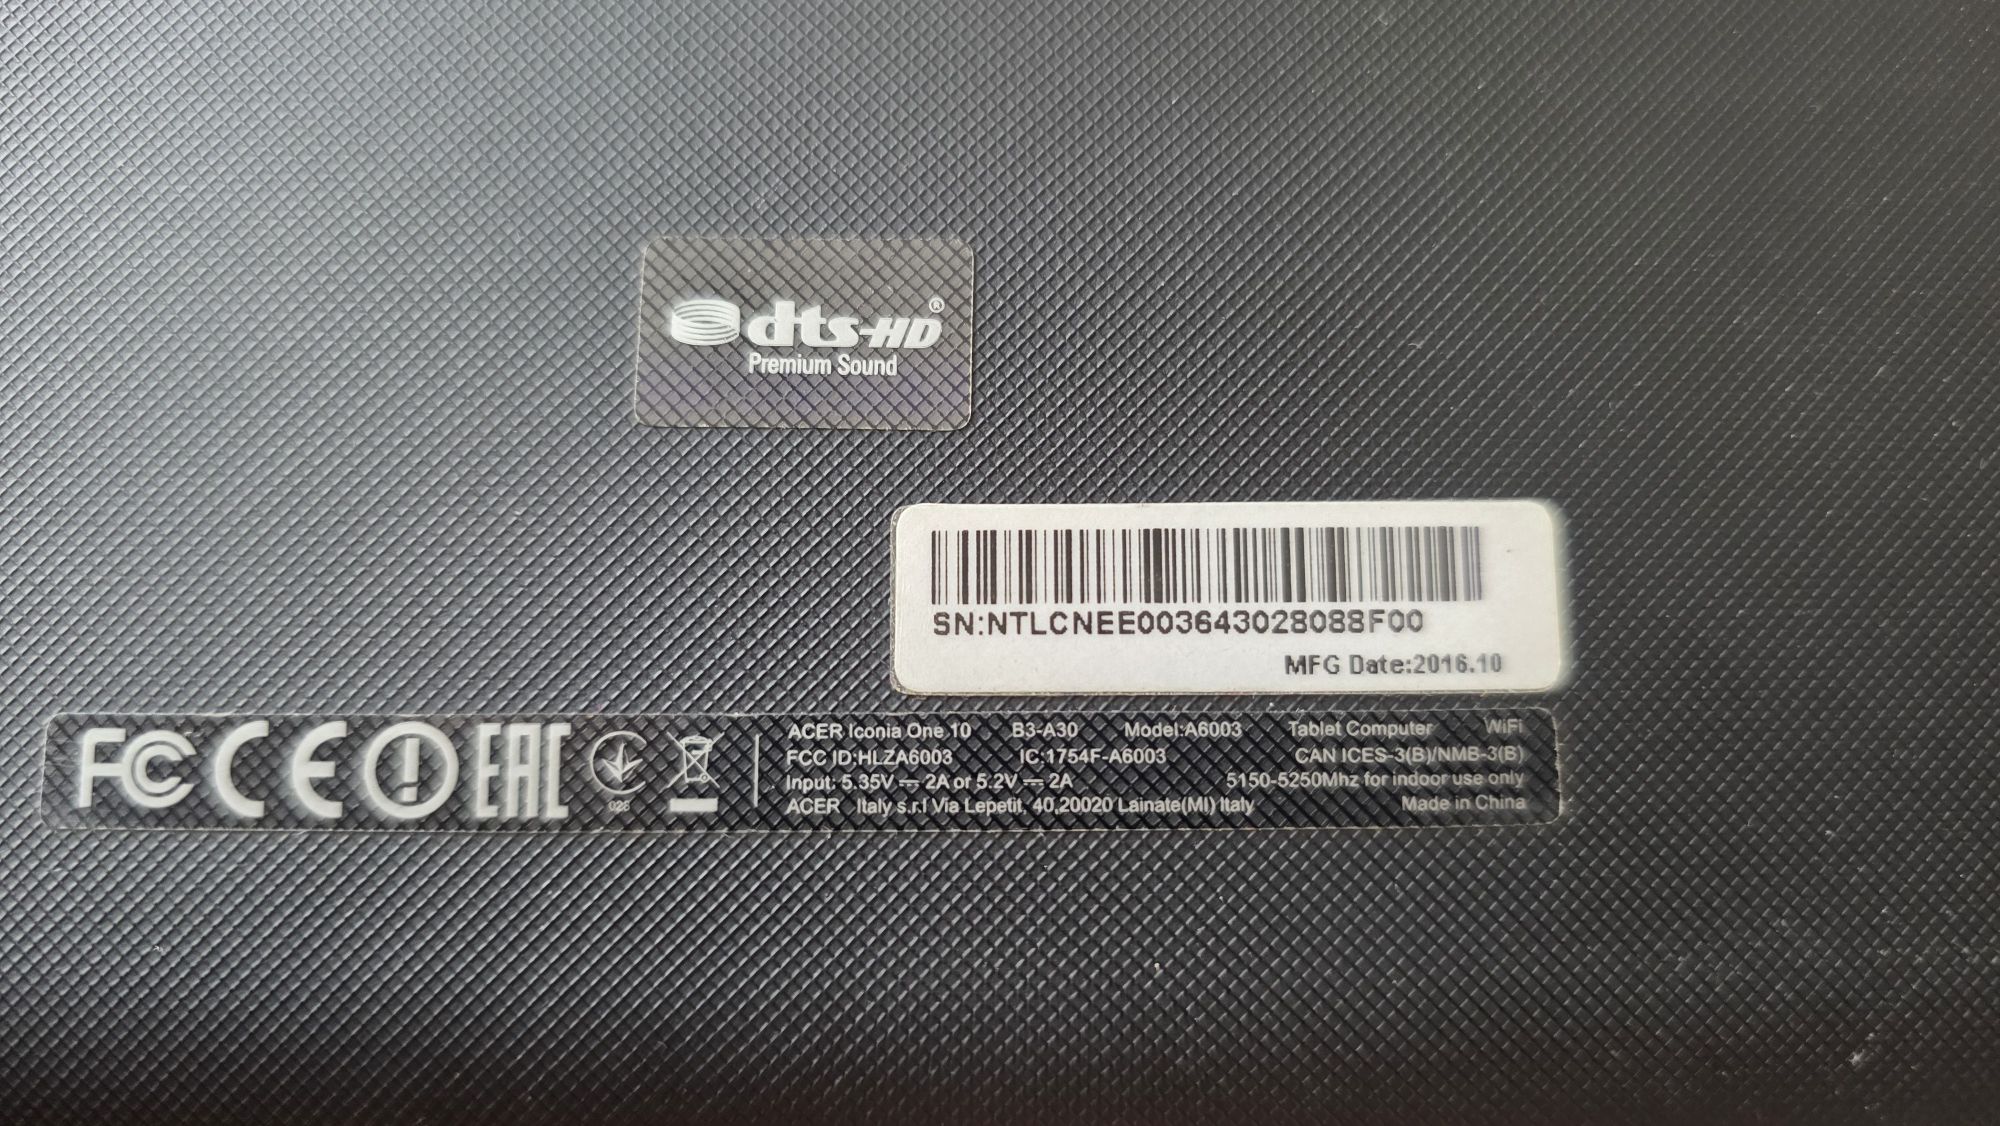 dts-HD®
Premium Sound
SN:NTLCNEE003643028088F00
MFG Date:2016.10
FC CE EAC
028
ACER Iconia One 10 B3-A30 Model:A6003 Tablet Computer WiFi
FCC ID:HLZA6003 IC:1754F-A6003 CAN ICES-3(B)/NMB-3(B)
Input: 5.35V ⎓ 2A or 5.2V ⎓ 2A 5150-5250Mhz for indoor use only
ACER Italy s.r.l Via Lepetit, 40,20020 Lainate(MI) Italy Made in China